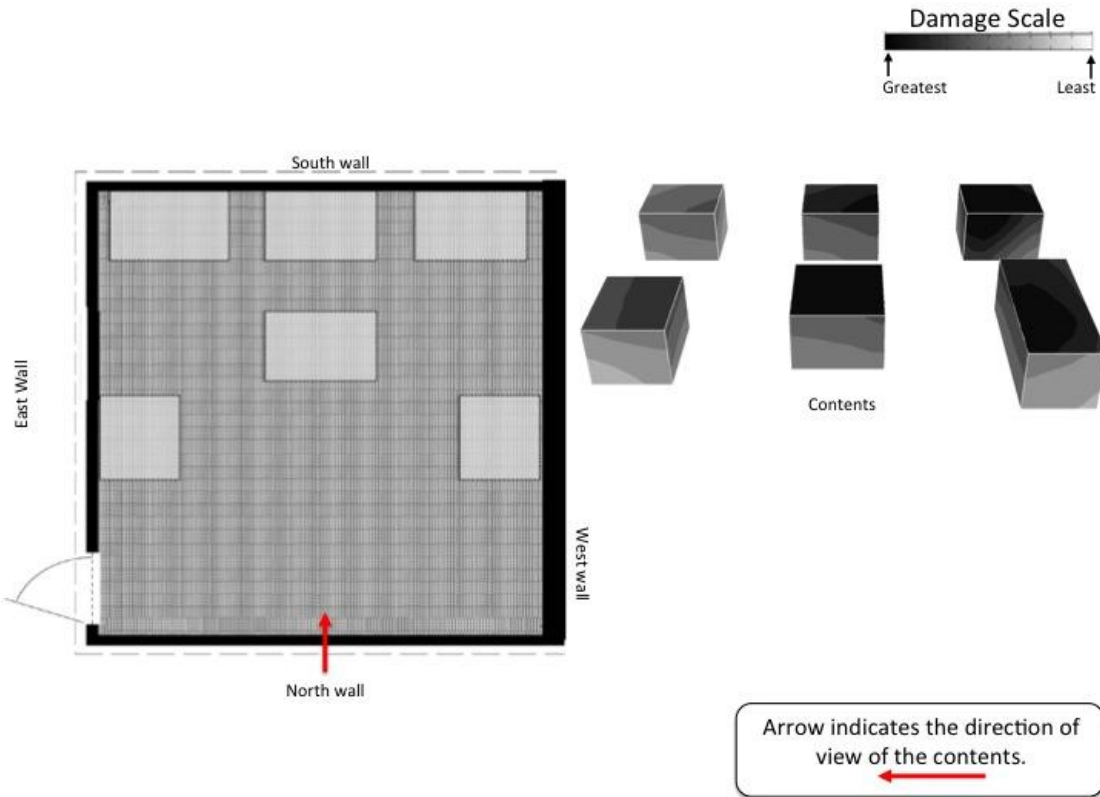 Damage Scale
Greatest
Least
South wall
East Wall
Contents
West wall
North wall
Arrow indicates the direction of
view of the contents.